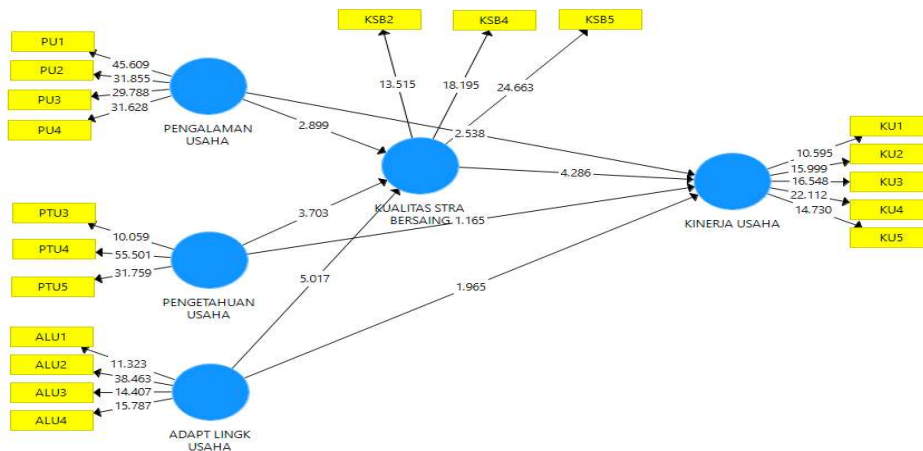 KSB2
KSB4
KSB5
PU1
PU2
PU3
PU4
45.609
31.855
29.788
31.628
PENGALAMAN
USAHA
13.515
18.195
24.663
2.899
2.538
KUALITAS STRA
BERSAING
4.286
KU1
KU2
KU3
KU4
KU5
10.595
15.999
16.548
22.112
14.730
KINERJA USAHA
PTU3
PTU4
PTU5
10.059
55.501
31.759
PENGETAHUAN
USAHA
3.703
1.165
5.017
1.965
ALU1
ALU2
ALU3
ALU4
11.323
38.463
14.407
15.787
ADAPT LINGK
USAHA